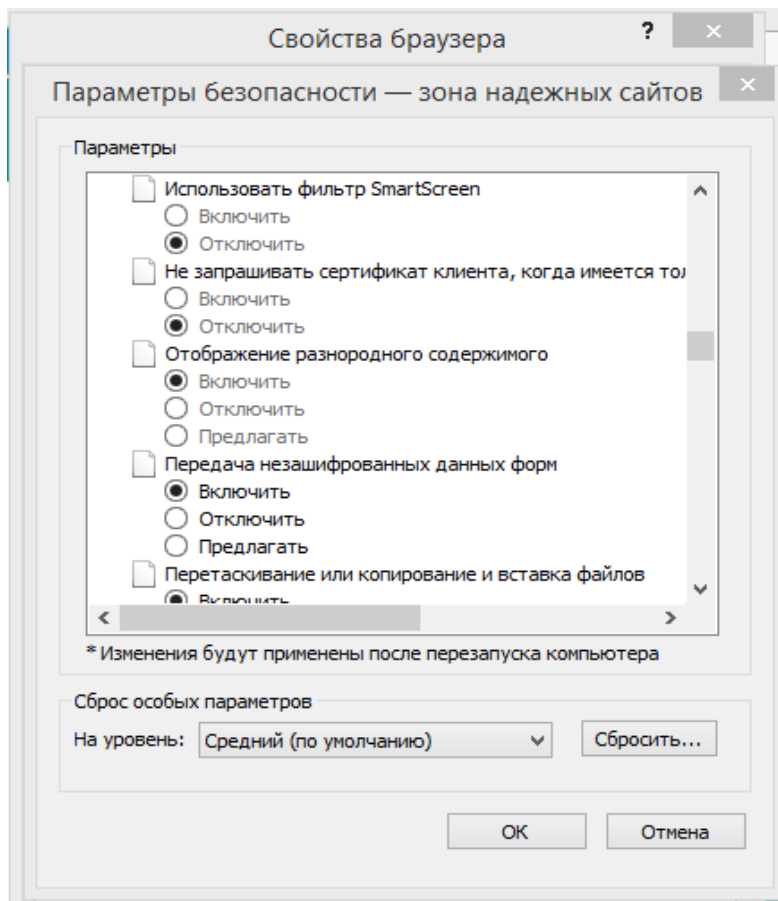 Свойства браузера
?
Параметры безопасности — зона надежных сайтов
Параметры
Использовать фильтр SmartScreen
Включить
Отключить
Не запрашивать сертификат клиента, когда имеется тол
Включить
Отключить
Отображение разнородного содержимого
Включить
Отключить
Предлагать
Передача незашифрованных данных форм
Включить
Отключить
Предлагать
Перетаскивание или копирование и вставка файлов
Включить
* Изменения будут применены после перезапуска компьютера
Сброс особых параметров
На уровень: Средний (по умолчанию) Сбросить...
ОК Отмена